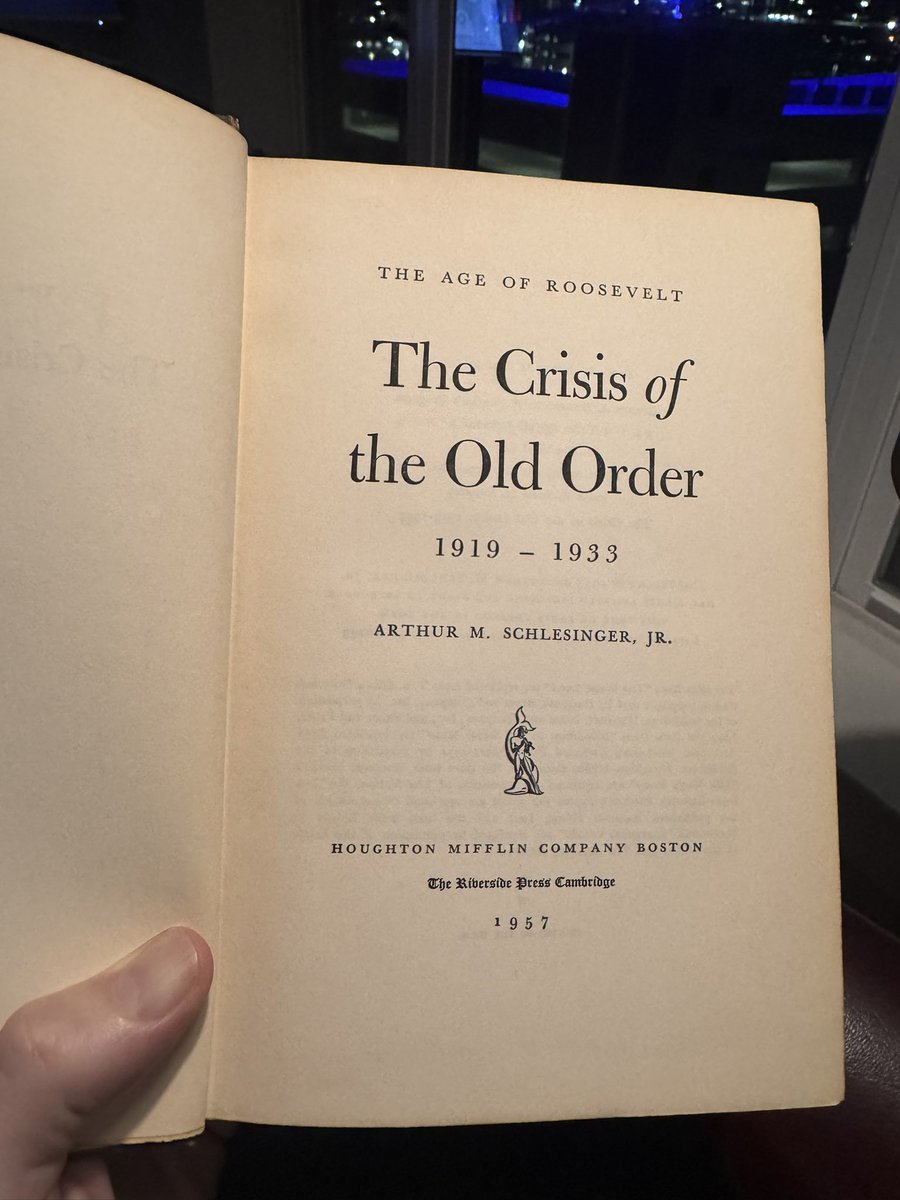 THE AGE OF ROOSEVELT
The Crisis of
the Old Order
1919 – 1933
ARTHUR M. SCHLESINGER, JR.
HOUGHTON MIFFLIN COMPANY BOSTON
The Riverside Press Cambridge
1957